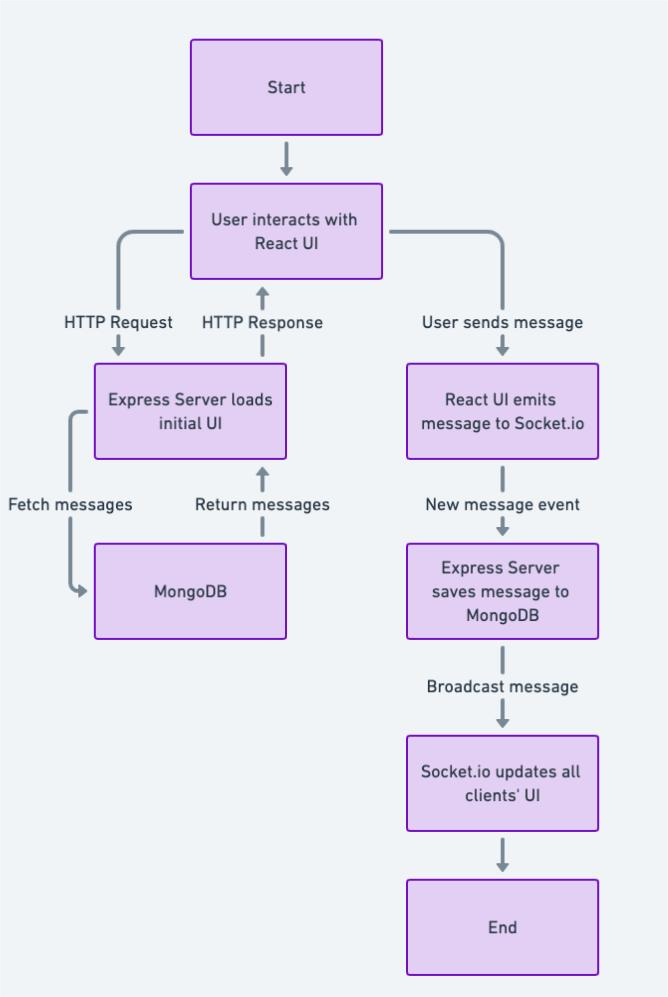 Start
User interacts with
React UI
HTTP Request
HTTP Response
User sends message
Express Server loads
initial UI
React UI emits
message to Socket.io
Fetch messages
Return messages
New message event
MongoDB
Express Server
saves message to
MongoDB
Broadcast message
Socket.io updates all
clients' UI
End